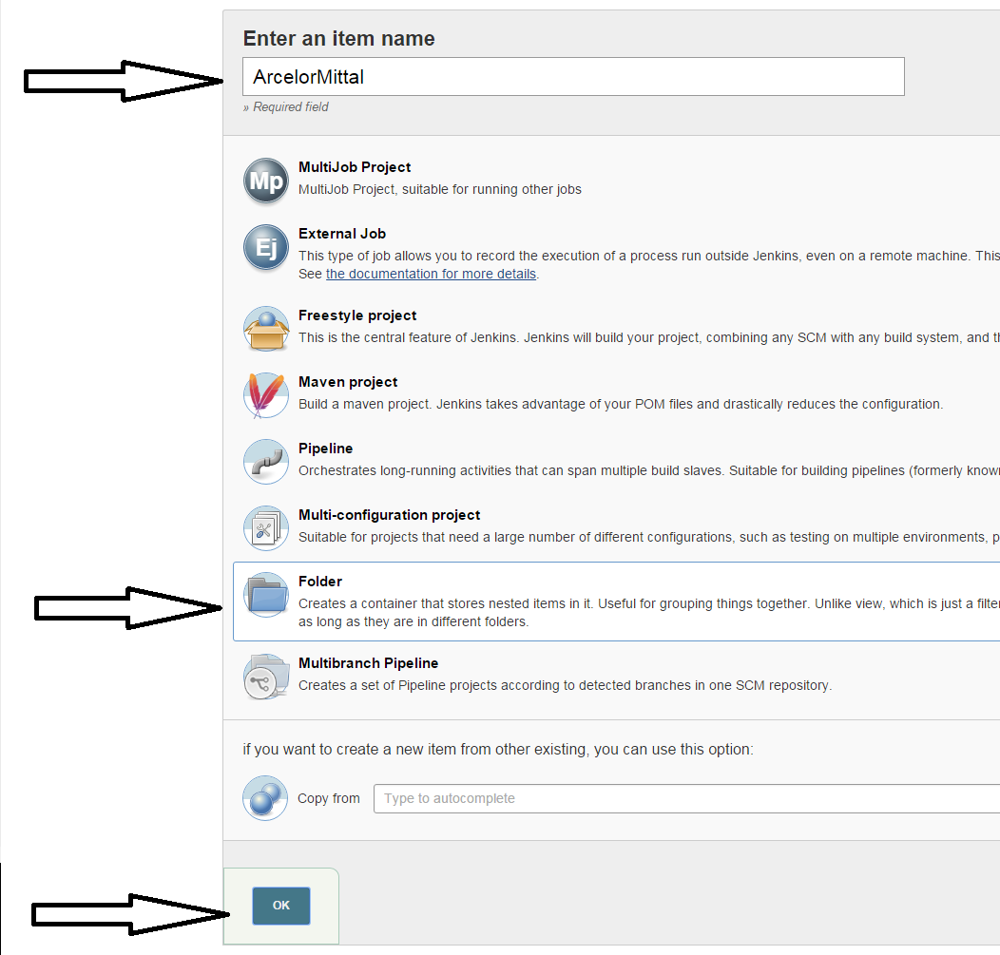 Enter an item name
ArcelorMittal
» Required field
Mp
MultiJob Project
MultiJob Project, suitable for running other jobs
Ej
External Job
This type of job allows you to record the execution of a process run outside Jenkins, even on a remote machine. This
See the documentation for more details.
Freestyle project
This is the central feature of Jenkins. Jenkins will build your project, combining any SCM with any build system, and
Maven project
Build a maven project. Jenkins takes advantage of your POM files and drastically reduces the configuration.
Pipeline
Orchestrates long-running activities that can span multiple build slaves. Suitable for building pipelines (formerly
Multi-configuration project
Suitable for projects that need a large number of different configurations, such as testing on multiple environments,
Folder
Creates a container that stores nested items in it. Useful for grouping things together. Unlike view, which is just a
as long as they are in different folders.
Multibranch Pipeline
Creates a set of Pipeline projects according to detected branches in one SCM repository.
if you want to create a new item from other existing, you can use this option:
Copy from
Type to autocomplete
OK